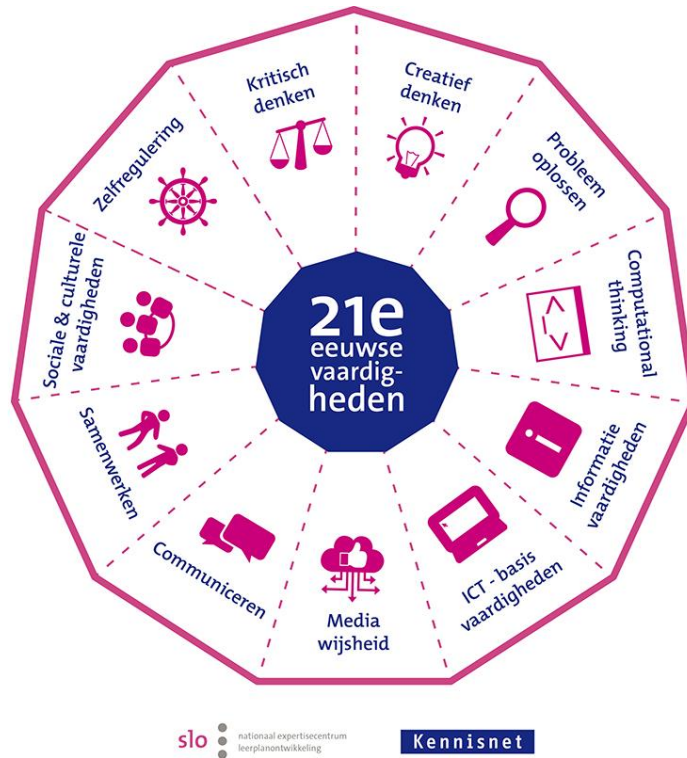 Kritisch
denken
Creatief
denken
Probleem
oplossen
Computational
thinking
Informatie
vaardigheden
ICT - basis
vaardigheden
Media
wijsheid
Communiceren
Samenwerken
Sociale & culturele
vaardigheden
Zelfregulering
21e
eeuwse
vaardig-
heden
slo
nationaal expertisecentrum
leerplanontwikkeling
Kennisnet